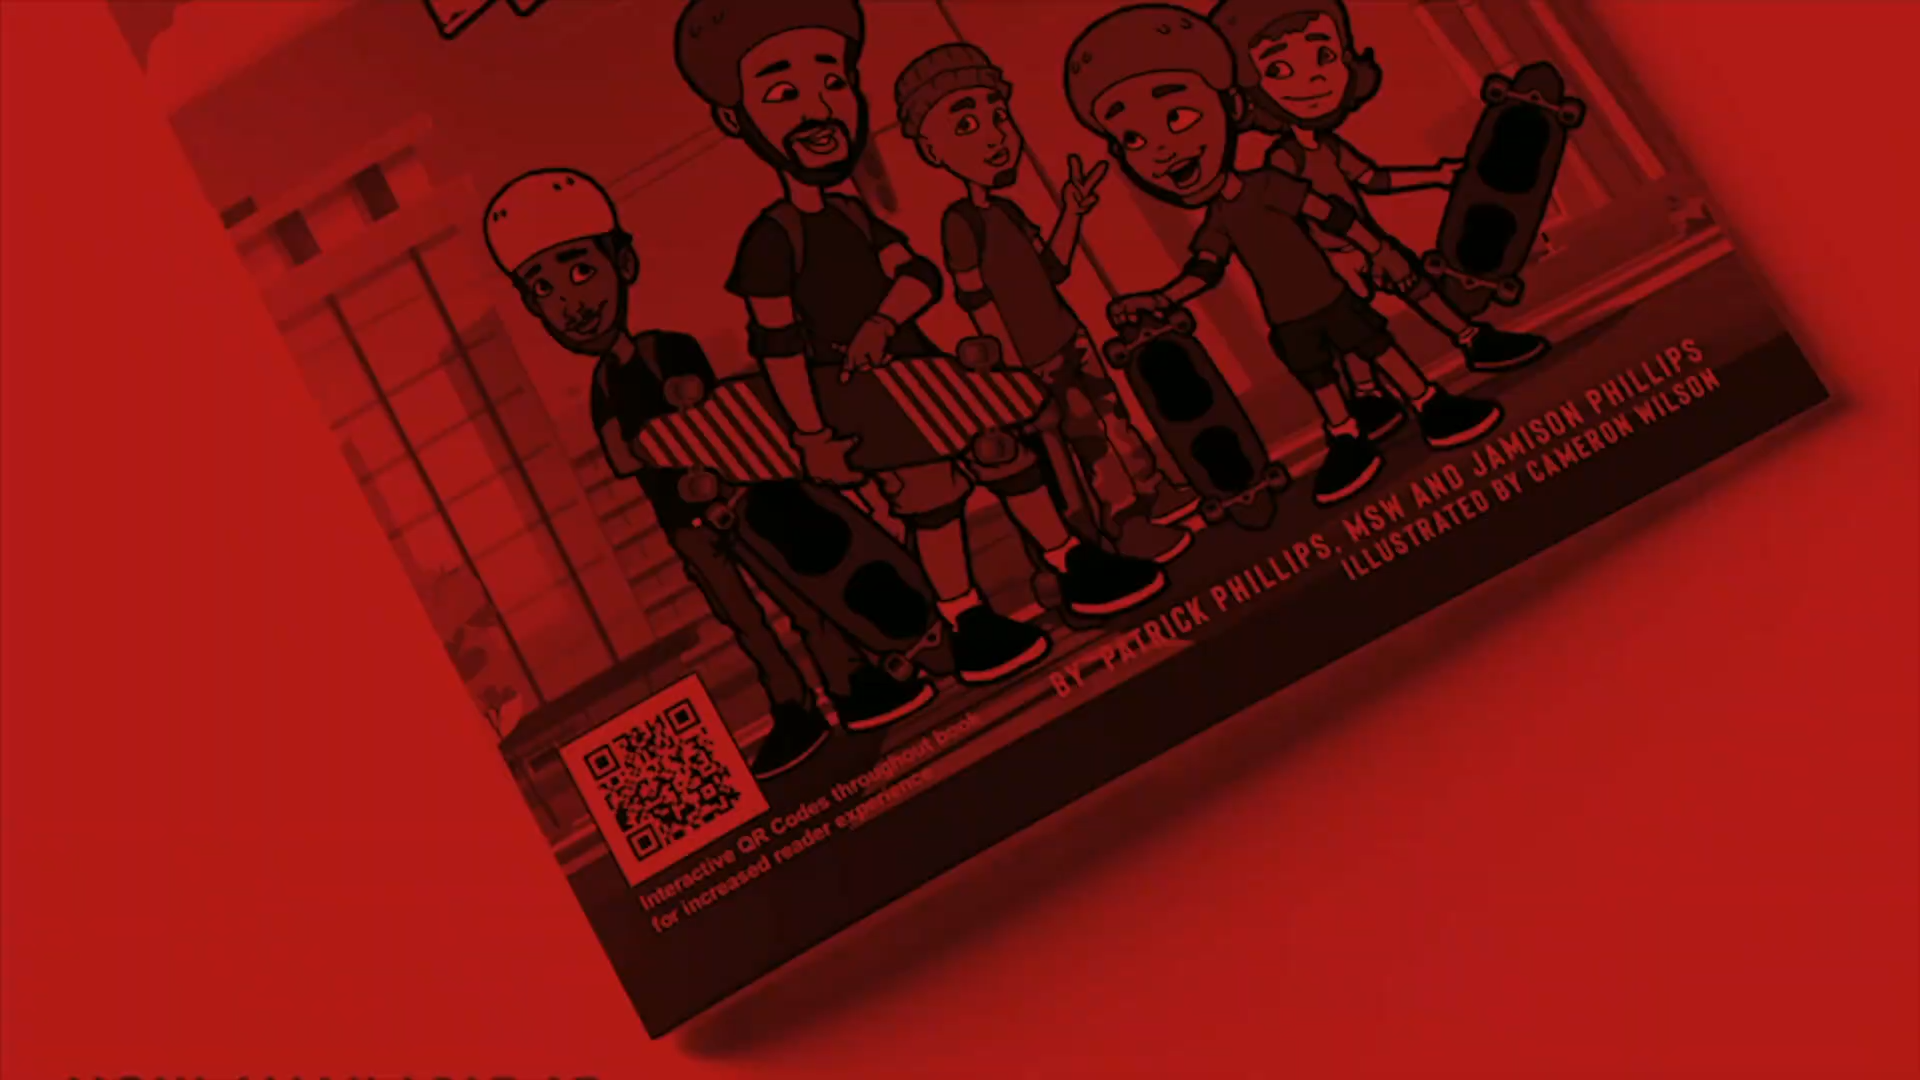 BY PATRICK PHILLIPS, MSW AND JAMISON PHILLIPS
ILLUSTRATED BY CAMERON WILSON
Interactive QR Codes throughout book
for increased reader experience